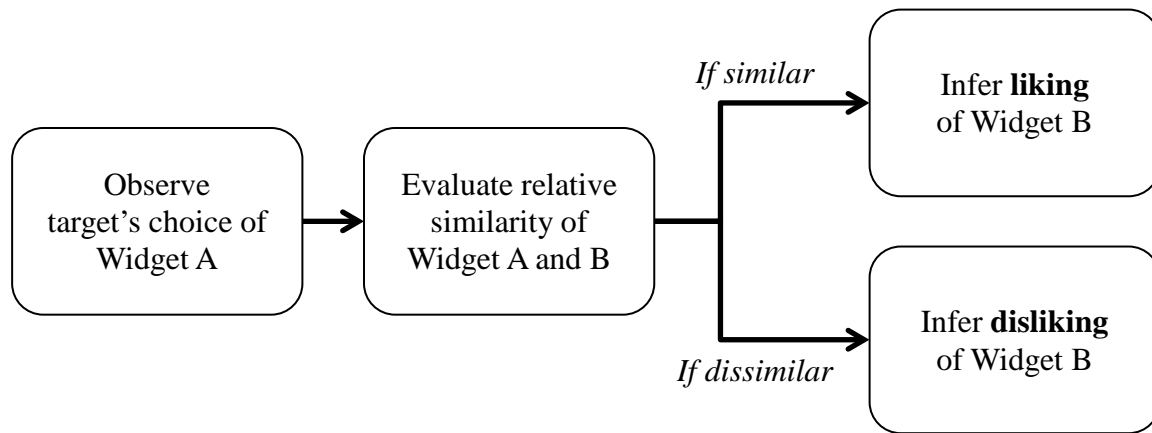 Observe
target’s choice of
Widget A
Evaluate relative
similarity of
Widget A and B
If similar
Infer liking
of Widget B
If dissimilar
Infer disliking
of Widget B